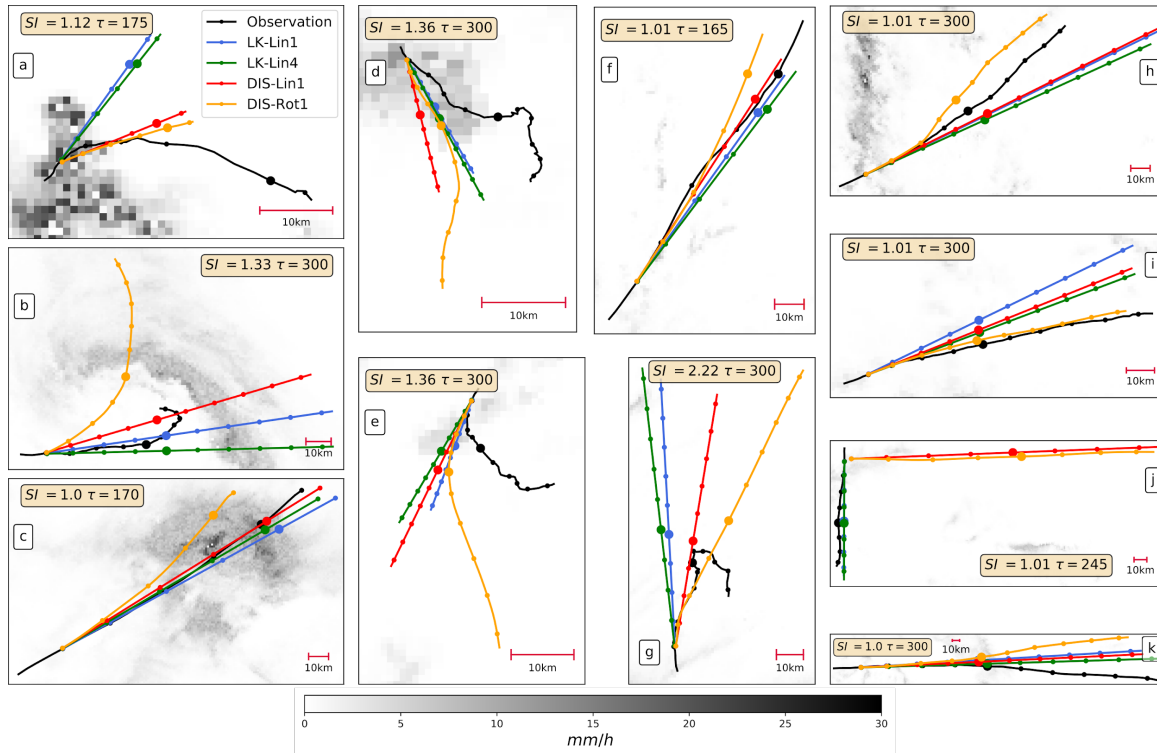 SI = 1.12 τ = 175
a
Observation
LK-Lin1
LK-Lin4
DIS-Lin1
DIS-Rot1
10km
SI = 1.33 τ = 300
b
10km
SI = 1.0 τ = 170
c
10km
SI = 1.36 τ = 300
d
10km
SI = 1.36 τ = 300
e
10km
SI = 1.01 τ = 165
f
10km
SI = 2.22 τ = 300
g
10km
SI = 1.01 τ = 300
h
10km
SI = 1.01 τ = 300
i
10km
j
SI = 1.01 τ = 245
10km
SI = 1.0 τ = 300
10km
k
0 5 10 15 20 25 30
mm/h